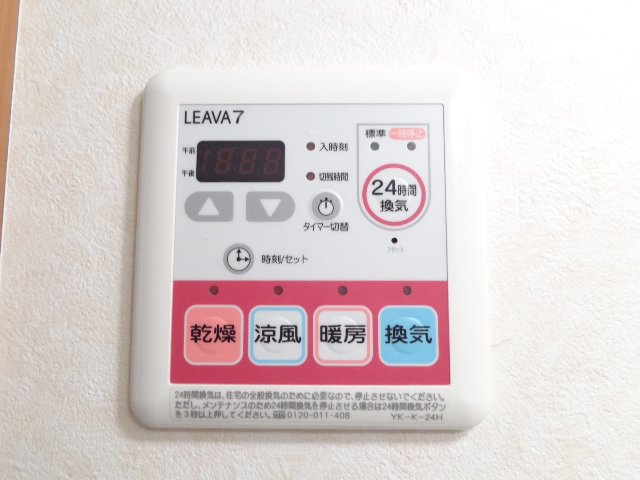 LEAVA7
午前
午後
入時刻
切残時間
タイマー切替
標準 一時停止
24時間
換気
リセット
時刻/セット
乾燥 涼風 暖房 換気
24時間換気は、住宅の全般換気のために必要なので、停止させないでください。
ただし、メンテナンスのため24時間換気を停止させる場合は24時間換気ボタン
を3秒以上押してください。 0120-011-408 YK-K-24H